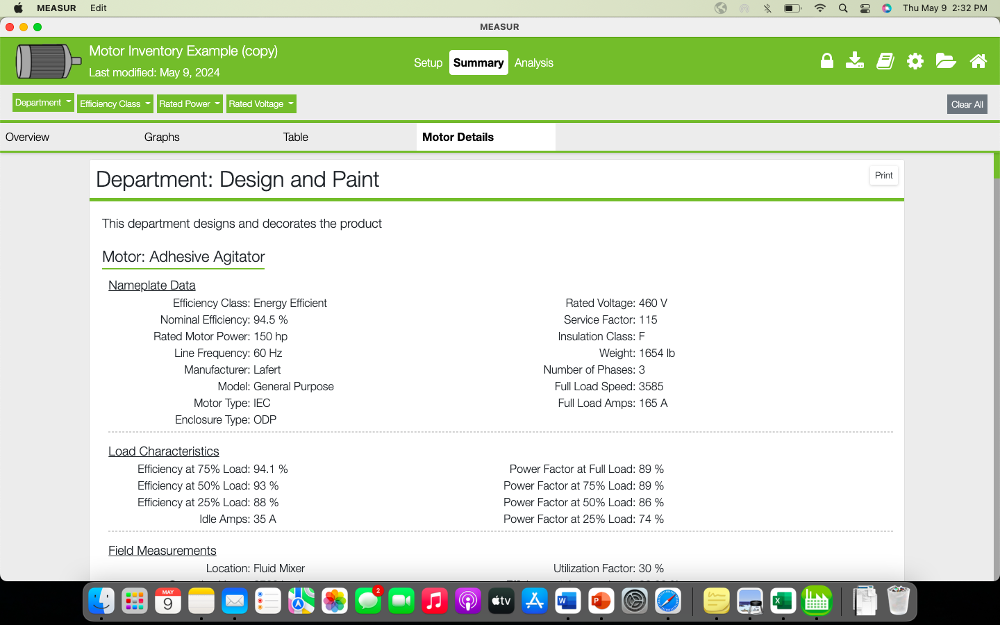 MEASUR Edit Thu May 9 2:32 PM
MEASUR
Motor Inventory Example (copy)
Last modified: May 9, 2024
Setup Summary Analysis
Department Efficiency Class Rated Power Rated Voltage Clear All
Overview Graphs Table Motor Details
Department: Design and Paint Print
This department designs and decorates the product
Motor: Adhesive Agitator
Nameplate Data
Efficiency Class: Energy Efficient Rated Voltage: 460 V
Nominal Efficiency: 94.5 % Service Factor: 115
Rated Motor Power: 150 hp Insulation Class: F
Line Frequency: 60 Hz Weight: 1654 lb
Manufacturer: Lafert Number of Phases: 3
Model: General Purpose Full Load Speed: 3585
Motor Type: IEC Full Load Amps: 165 A
Enclosure Type: ODP
Load Characteristics
Efficiency at 75% Load: 94.1 % Power Factor at Full Load: 89 %
Efficiency at 50% Load: 93 % Power Factor at 75% Load: 89 %
Efficiency at 25% Load: 88 % Power Factor at 50% Load: 86 %
Idle Amps: 35 A Power Factor at 25% Load: 74 %
Field Measurements
Location: Fluid Mixer Utilization Factor: 30 %
MAY
9 2 tv W P X